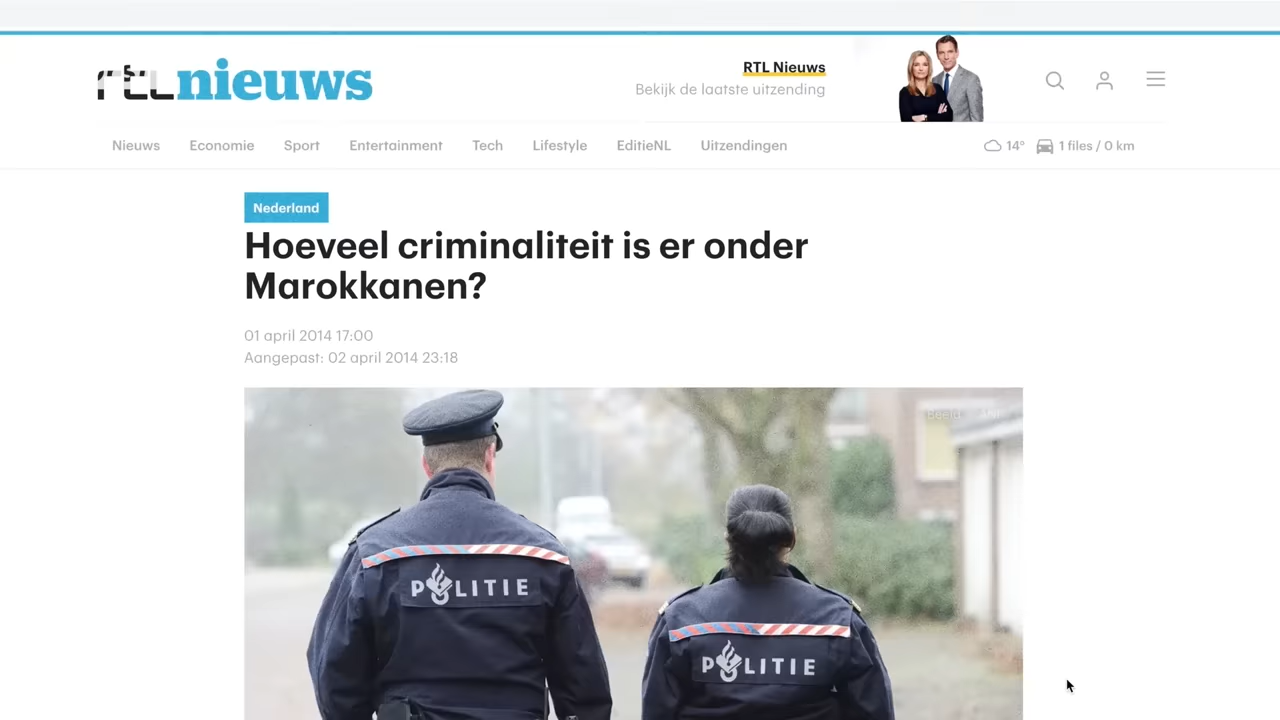 rtlnieuws
RTL Nieuws
Bekijk de laatste uitzending
Nieuws Economie Sport Entertainment Tech Lifestyle EditieNL Uitzendingen 14° 1 files / 0 km
Nederland
Hoeveel criminaliteit is er onder
Marokkanen?
01 april 2014 17:00
Aangepast: 02 april 2014 23:18
Beeld
POLITIE
POLITIE